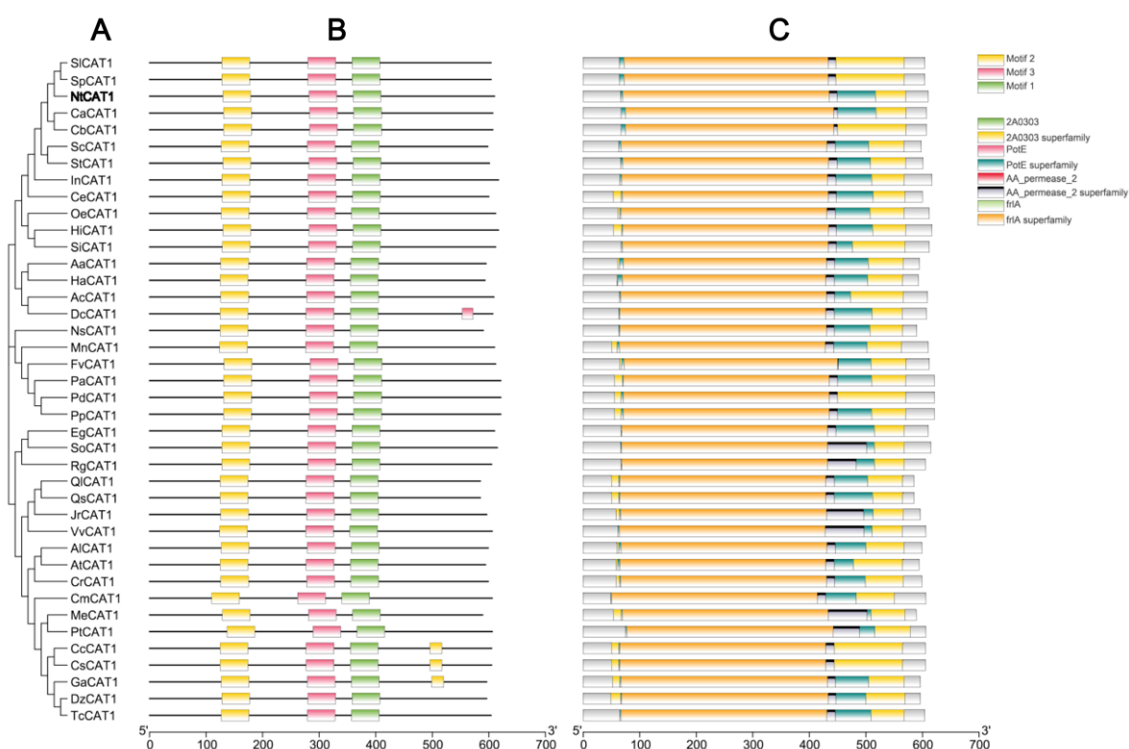 A B C
SlCAT1
SpCAT1
NtCAT1
CaCAT1
CbCAT1
ScCAT1
StCAT1
InCAT1
CeCAT1
OeCAT1
HiCAT1
SiCAT1
AaCAT1
HaCAT1
AcCAT1
DcCAT1
NsCAT1
MnCAT1
FvCAT1
PaCAT1
PdCAT1
PpCAT1
EgCAT1
SoCAT1
RgCAT1
QlCAT1
QsCAT1
JrCAT1
VvCAT1
AlCAT1
AtCAT1
CrCAT1
CmCAT1
MeCAT1
PtCAT1
CcCAT1
CsCAT1
GaCAT1
DzCAT1
TcCAT1
5' 3'
0 100 200 300 400 500 600 700
5' 3'
0 100 200 300 400 500 600 700
Motif 2
Motif 3
Motif 1
2A0303
2A0303 superfamily
PotE
PotE superfamily
AA_permease_2
AA_permease_2 superfamily
frlA
frlA superfamily